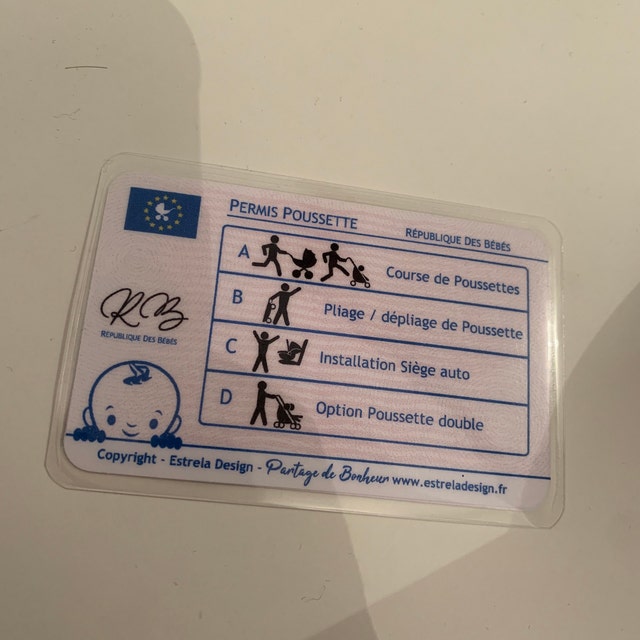 PERMIS POUSSETTE
RÉPUBLIQUE DES BÉBÉS
A Course de Poussettes
B Pliage / dépliage de Poussette
C Installation Siège auto
D Option Poussette double
RB
RÉPUBLIQUE DES BÉBÉS
Copyright - Estrela Design - Partage de Bonheur www.estreladesign.fr